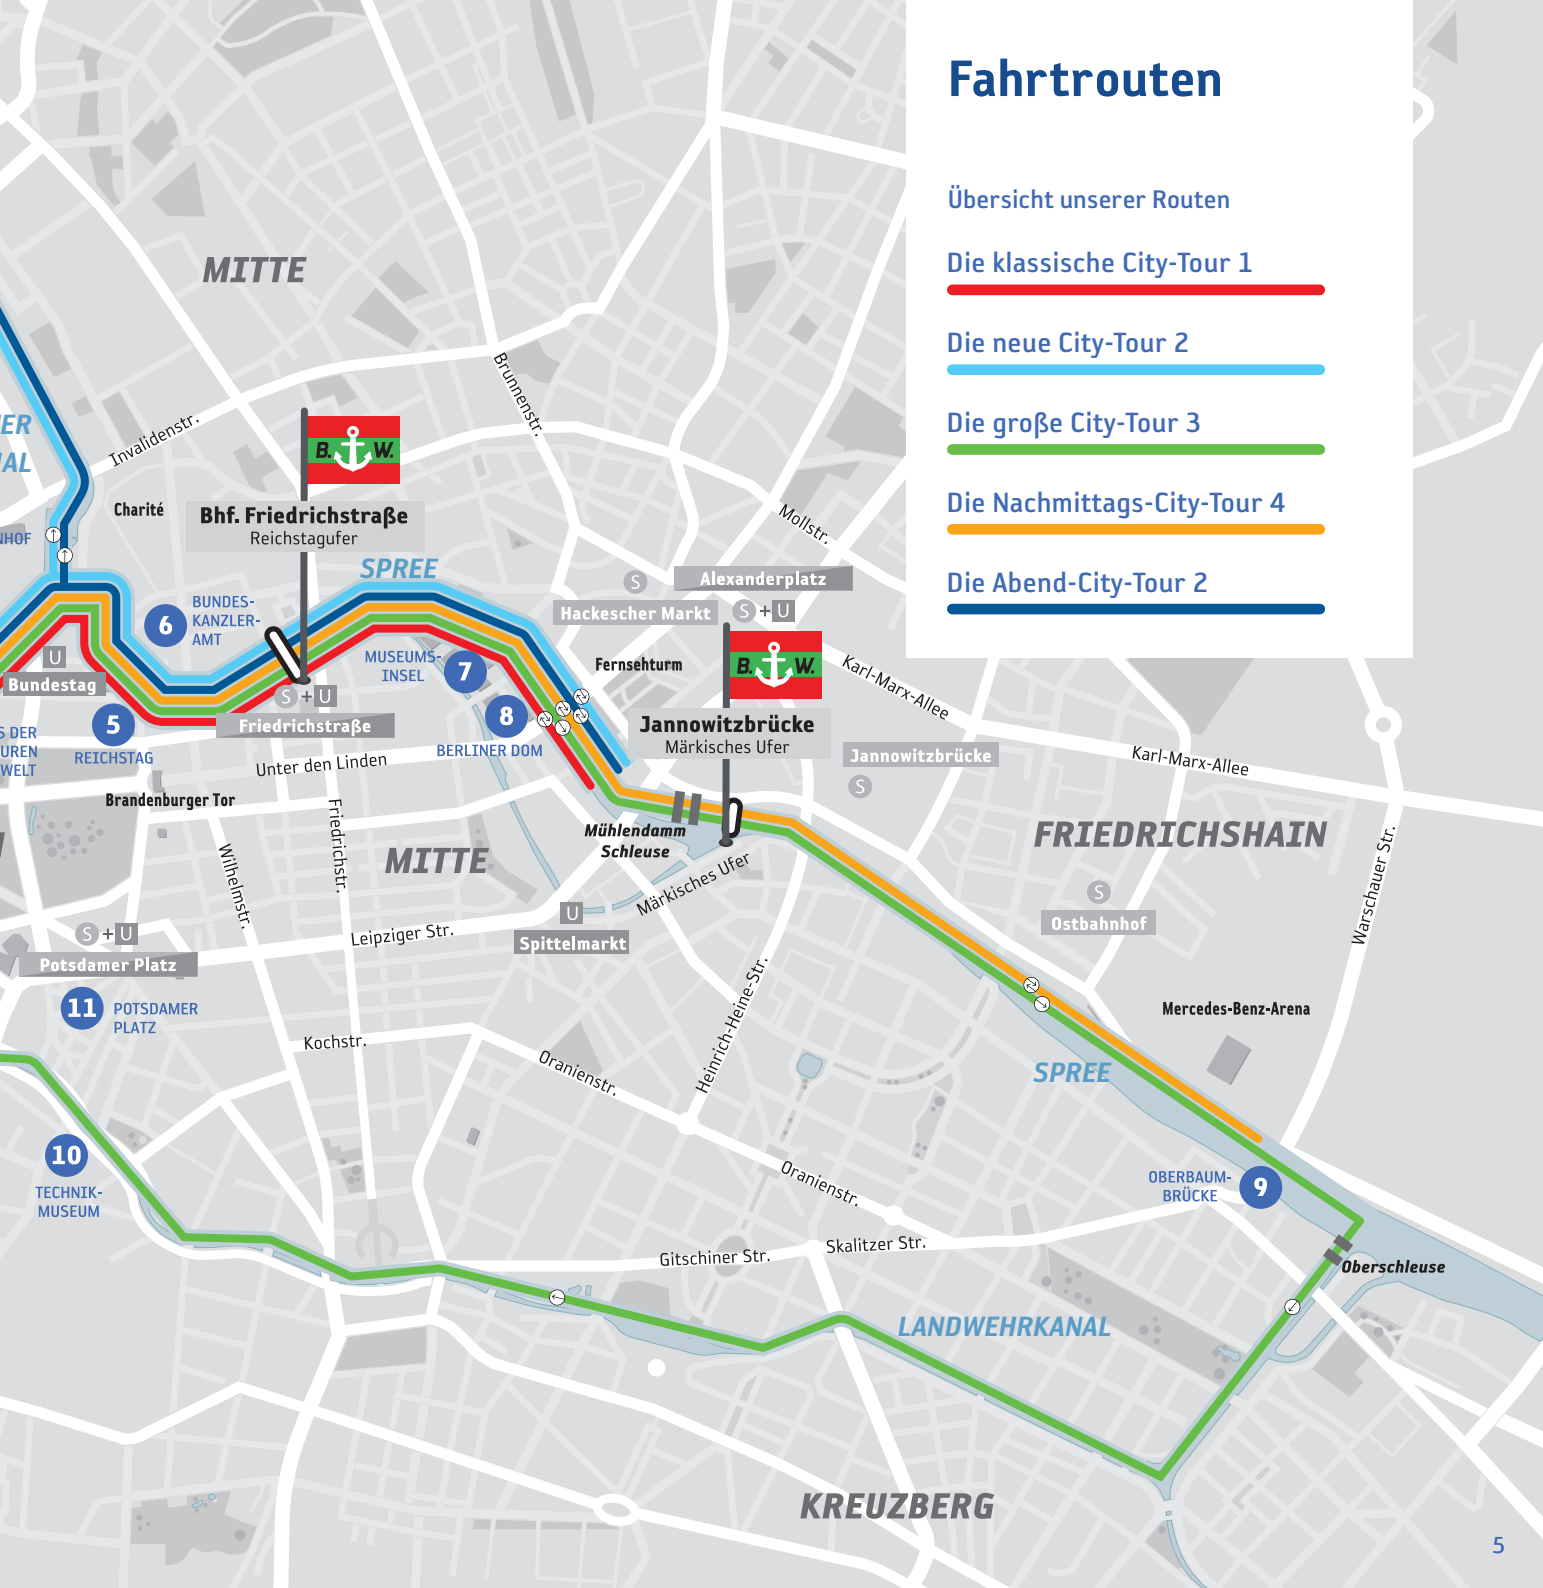 Fahrtrouten
Übersicht unserer Routen
Die klassische City-Tour 1
Die neue City-Tour 2
Die große City-Tour 3
Die Nachmittags-City-Tour 4
Die Abend-City-Tour 2
MITTE
Brunnenstr.
Invalidenstr.
ER
AL
B. W.
Charité
Bhf. Friedrichstraße
Reichstagufer
Mollstr.
NHOF
SPREE
S
Alexanderplatz
Hackescher Markt
S + U
6
BUNDES-
KANZLER-
AMT
U
Bundestag
MUSEUMS-
INSEL
7
Fernsehturm
B. W.
Karl-Marx-Allee
S + U
Friedrichstraße
5
REICHSTAG
8
BERLINER DOM
Jannowitzbrücke
Märkisches Ufer
S DER
UREN
WELT
Unter den Linden
Jannowitzbrücke
S
Karl-Marx-Allee
Brandenburger Tor
Friedrichstr.
Wilhelmstr.
MITTE
Mühlendamm
Schleuse
Märkisches Ufer
FRIEDRICHSHAIN
Warschauer Str.
S
Ostbahnhof
U
Spittelmarkt
Leipziger Str.
S + U
Potsdamer Platz
11
POTSDAMER
PLATZ
Kochstr.
Oranienstr.
Heinrich-Heine-Str.
Mercedes-Benz-Arena
SPREE
10
TECHNIK-
MUSEUM
Oranienstr.
OBERBAUM-
BRÜCKE
9
Gitschiner Str.
Skalitzer Str.
Oberschleuse
LANDWEHRKANAL
KREUZBERG
5